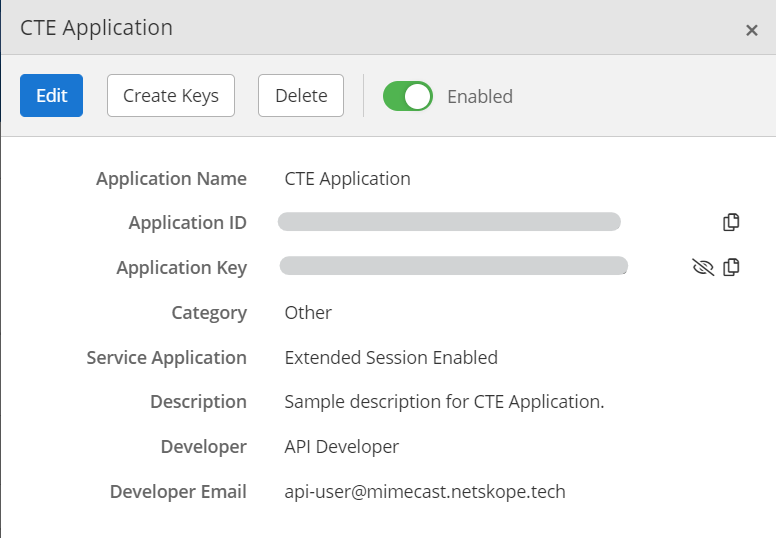 CTE Application
Edit Create Keys Delete Enabled
Application Name CTE Application
Application ID
Application Key
Category Other
Service Application Extended Session Enabled
Description Sample description for CTE Application.
Developer API Developer
Developer Email api-user@mimecast.netskope.tech